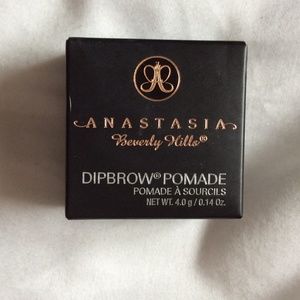 ANASTASIA
Beverly Hills®
DIPBROW® POMADE
POMADE À SOURCILS
NET WT. 4.0 g / 0.14 Oz.